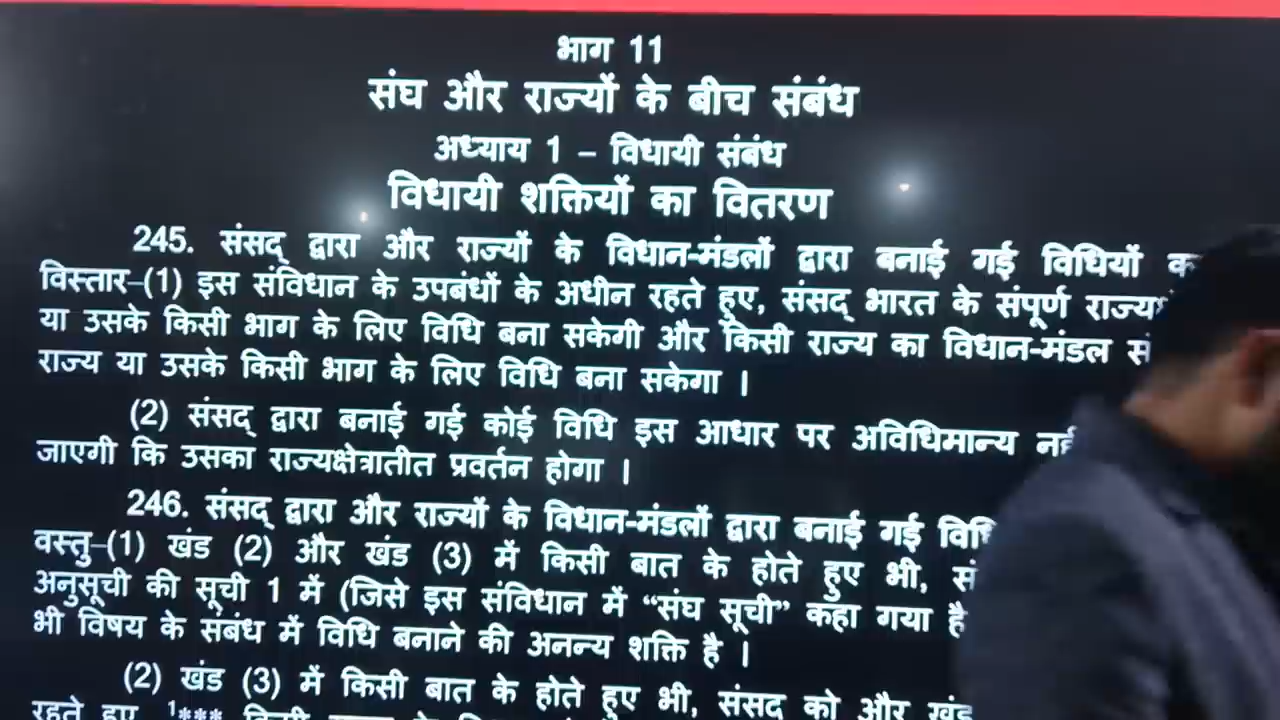 भाग 11
संघ और राज्यों के बीच संबंध
अध्याय 1 – विधायी संबंध
विधायी शक्तियों का वितरण
245. संसद् द्वारा और राज्यों के विधान-मंडलों द्वारा बनाई गई विधियों
विस्तार–(1) इस संविधान के उपबंधों के अधीन रहते हुए, संसद् भारत के संपूर्ण
या उसके किसी भाग के लिए विधि बना सकेगी और किसी राज्य का विधान-मंडल
राज्य या उसके किसी भाग के लिए विधि बना सकेगा ।
(2) संसद् द्वारा बनाई गई कोई विधि इस आधार पर अविधिमान्य
जाएगी कि उसका राज्यक्षेत्रातीत प्रवर्तन होगा ।
246. संसद् द्वारा और राज्यों के विधान-मंडलों द्वारा बनाई गई
वस्तु–(1) खंड (2) और खंड (3) में किसी बात के होते हुए भी,
अनुसूची की सूची 1 में (जिसे इस संविधान में “संघ सूची” कहा गया
भी विषय के संबंध में विधि बनाने की अनन्य शक्ति है ।
(2) खंड (3) में किसी बात के होते हुए भी, संसद् को और खंड
रहते हुए 1*** किसी